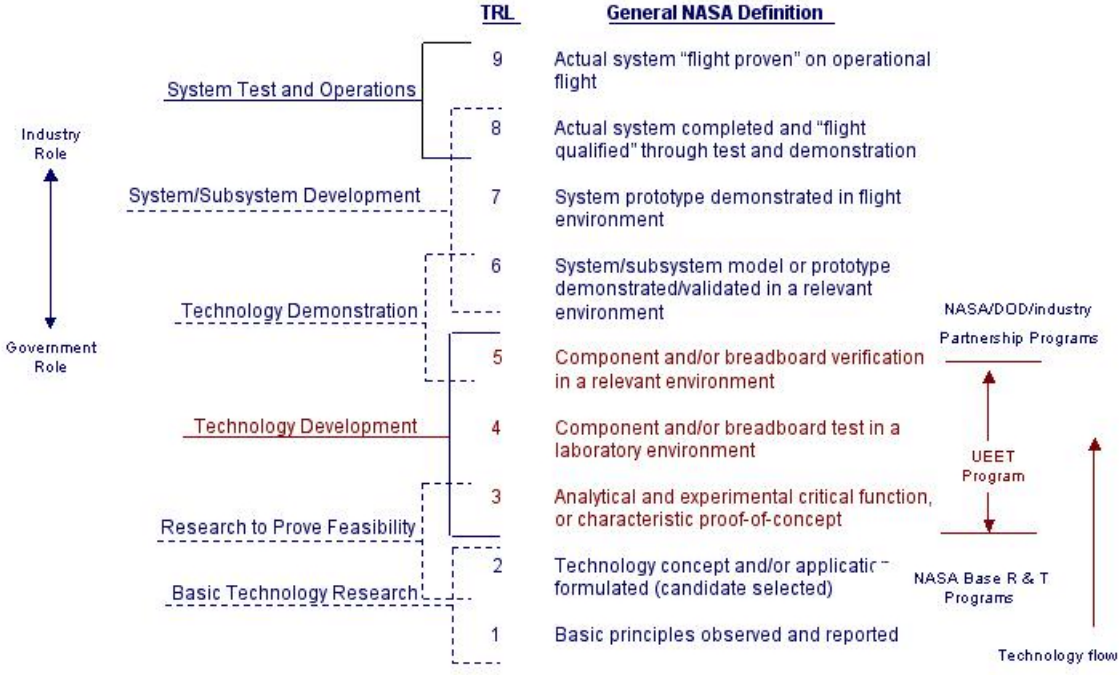 TRL General NASA Definition
9 Actual system “flight proven” on operational
flight
System Test and Operations
8 Actual system completed and “flight
qualified” through test and demonstration
Industry
Role
System/Subsystem Development
7 System prototype demonstrated in flight
environment
6 System/subsystem model or prototype
demonstrated/validated in a relevant
environment
Technology Demonstration
NASA/DOD/industry
Partnership Programs
Government
Role
5 Component and/or breadboard verification
in a relevant environment
Technology Development
4 Component and/or breadboard test in a
laboratory environment
UEET
Program
3 Analytical and experimental critical function,
or characteristic proof-of-concept
Research to Prove Feasibility
2 Technology concept and/or applicatio
formulated (candidate selected)
Basic Technology Research
NASA Base R & T
Programs
1 Basic principles observed and reported
Technology flow